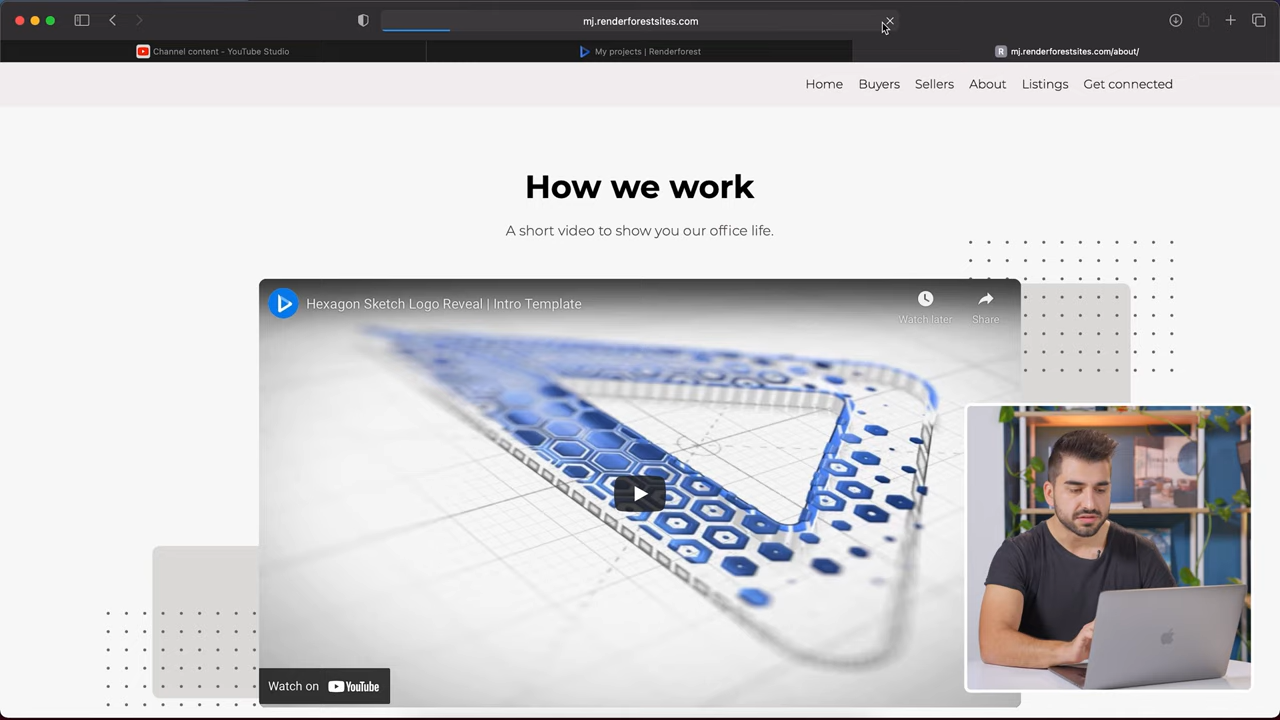 mj.renderforestsites.com
Channel content - YouTube Studio
My projects | Renderforest
R mj.renderforestsites.com/about/
Home Buyers Sellers About Listings Get connected
How we work
A short video to show you our office life.
Hexagon Sketch Logo Reveal | Intro Template
Watch later
Share
Watch on YouTube